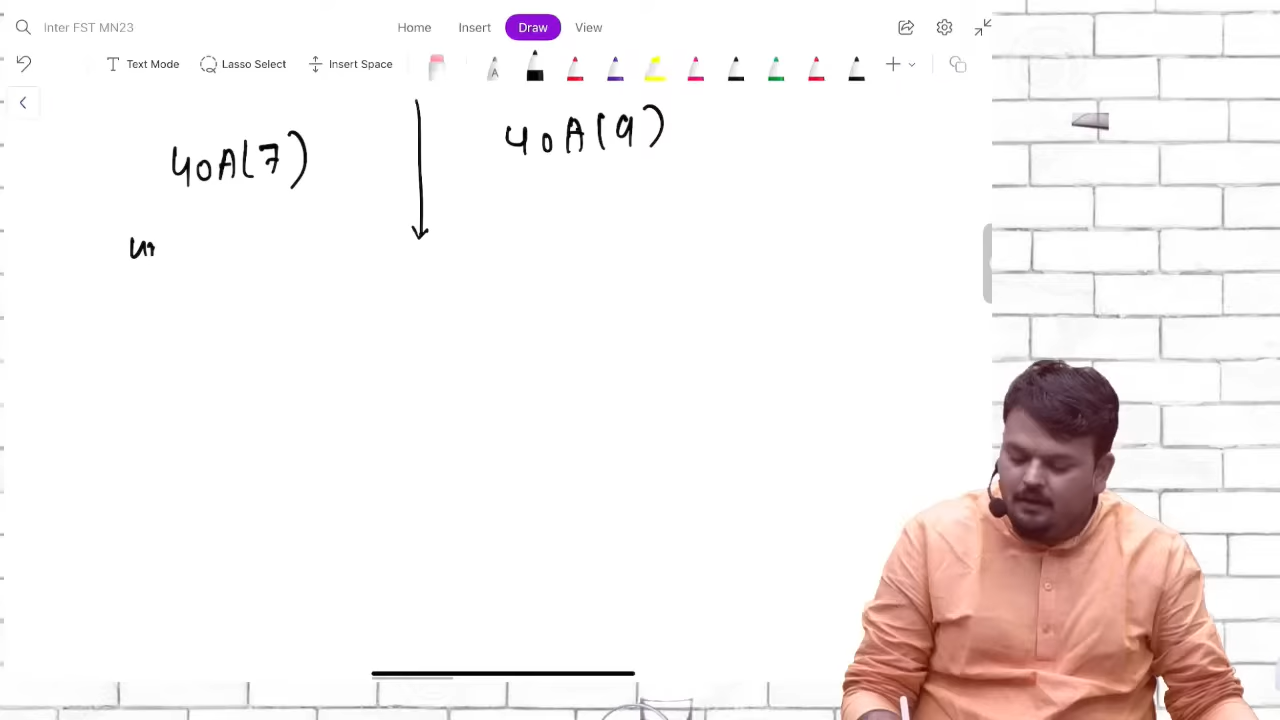 Inter FST MN23
Home Insert Draw View
Text Mode Lasso Select Insert Space
A
40A(7)
40A(9)